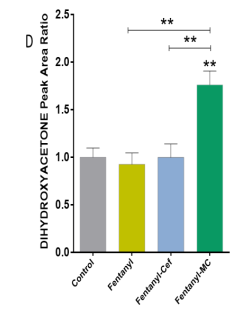 D
**
**
**
DIHYDROXYACETONE Peak Area Ratio
2.5
2.0
1.5
1.0
0.5
0.0
Control
Fentanyl
Fentanyl-Cef
Fentanyl-MC